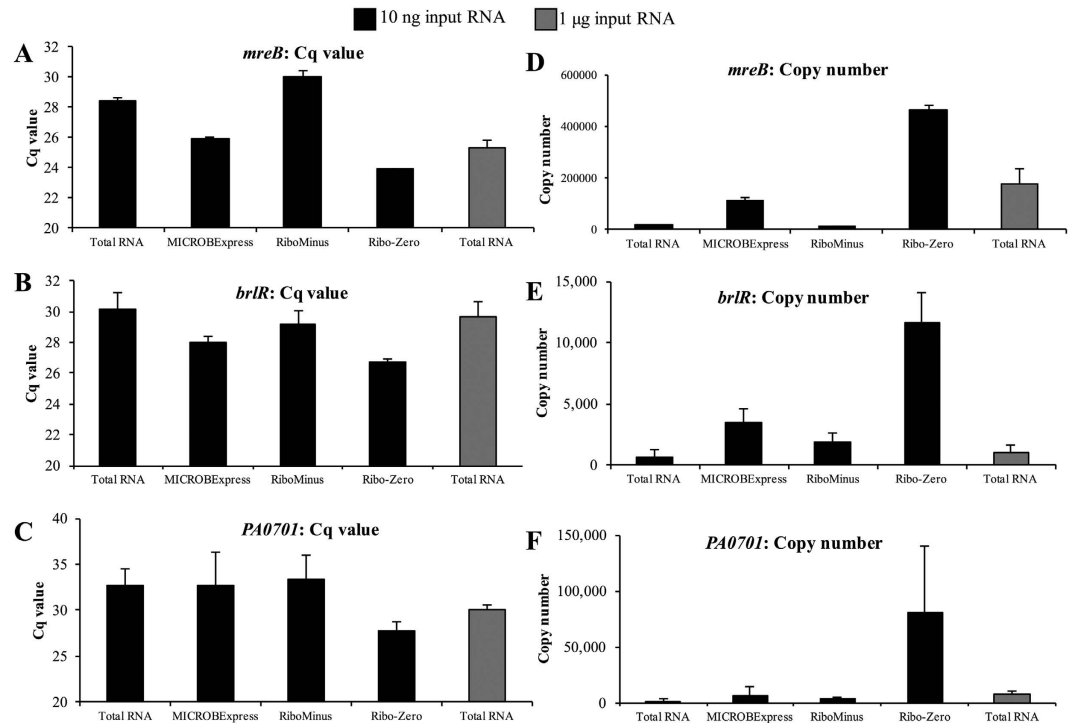 10 ng input RNA 1 µg input RNA
A
mreB: Cq value
32
30
28
26
24
22
20
Cq value
Total RNA MICROBExpress RiboMinus Ribo-Zero Total RNA
B
brlR: Cq value
32
30
28
26
24
22
20
Cq value
Total RNA MICROBExpress RiboMinus Ribo-Zero Total RNA
C
PA0701: Cq value
40
35
30
25
20
Cq value
Total RNA MICROBExpress RiboMinus Ribo-Zero Total RNA
D
mreB: Copy number
600000
400000
200000
0
Copy number
Total RNA MICROBExpress RiboMinus Ribo-Zero Total RNA
E
brlR: Copy number
15,000
10,000
5,000
0
Copy number
Total RNA MICROBExpress RiboMinus Ribo-Zero Total RNA
F
PA0701: Copy number
150,000
100,000
50,000
0
Copy number
Total RNA MICROBExpress RiboMinus Ribo-Zero Total RNA